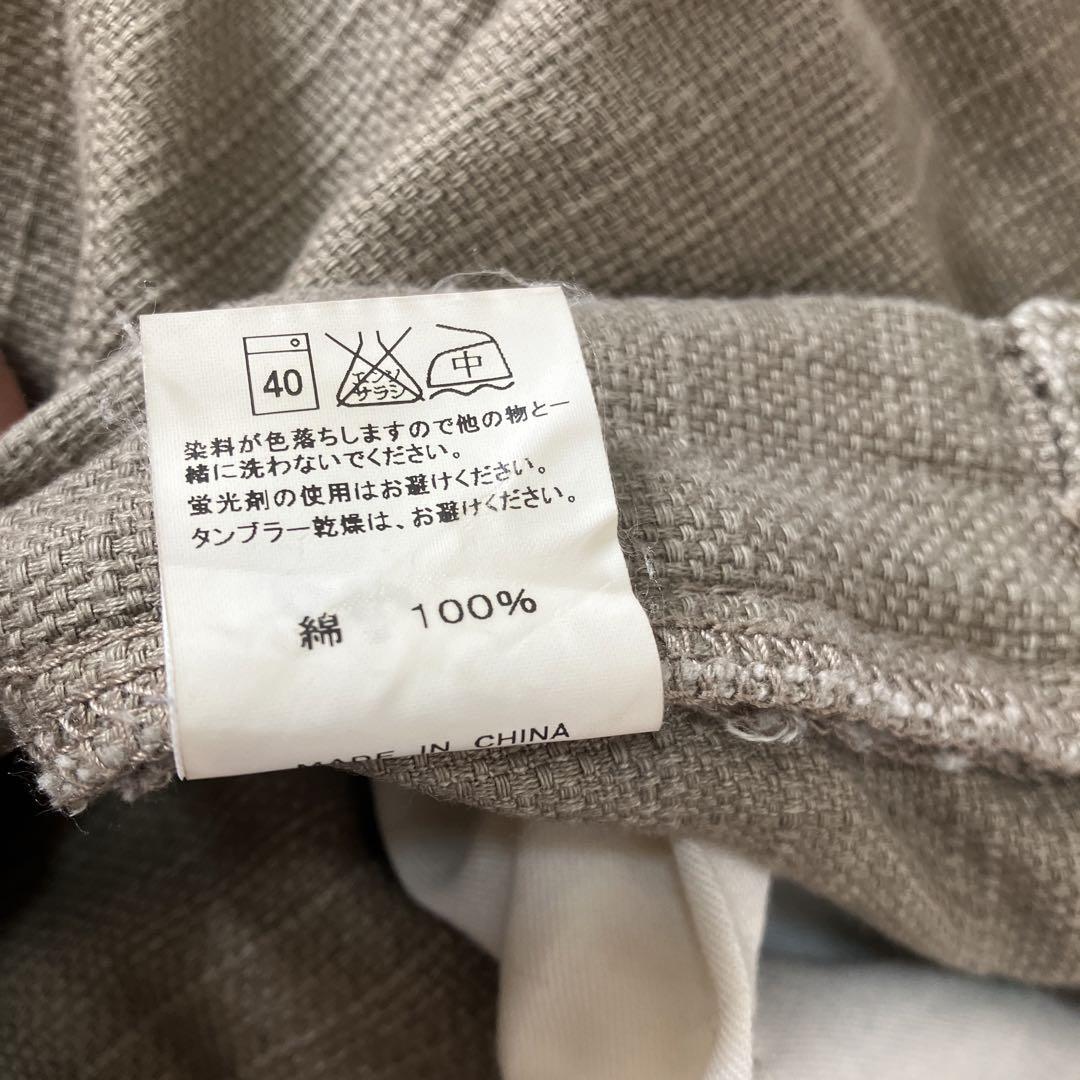 40 エンソ サラシ 中
染料が色落ちしますので他の物と一
緒に洗わないでください。
蛍光剤の使用はお避けください。
タンブラー乾燥は、お避けください。
綿 100%
MADE IN CHINA